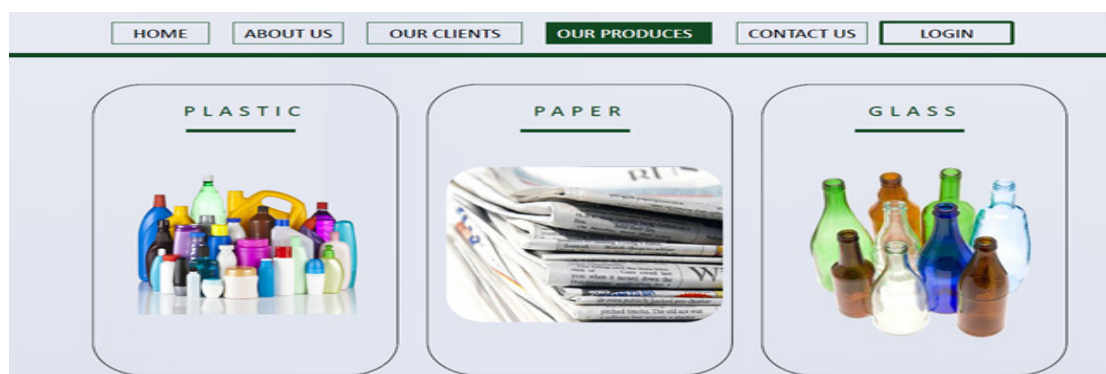 HOME ABOUT US OUR CLIENTS OUR PRODUCES CONTACT US LOGIN
PLASTIC PAPER GLASS